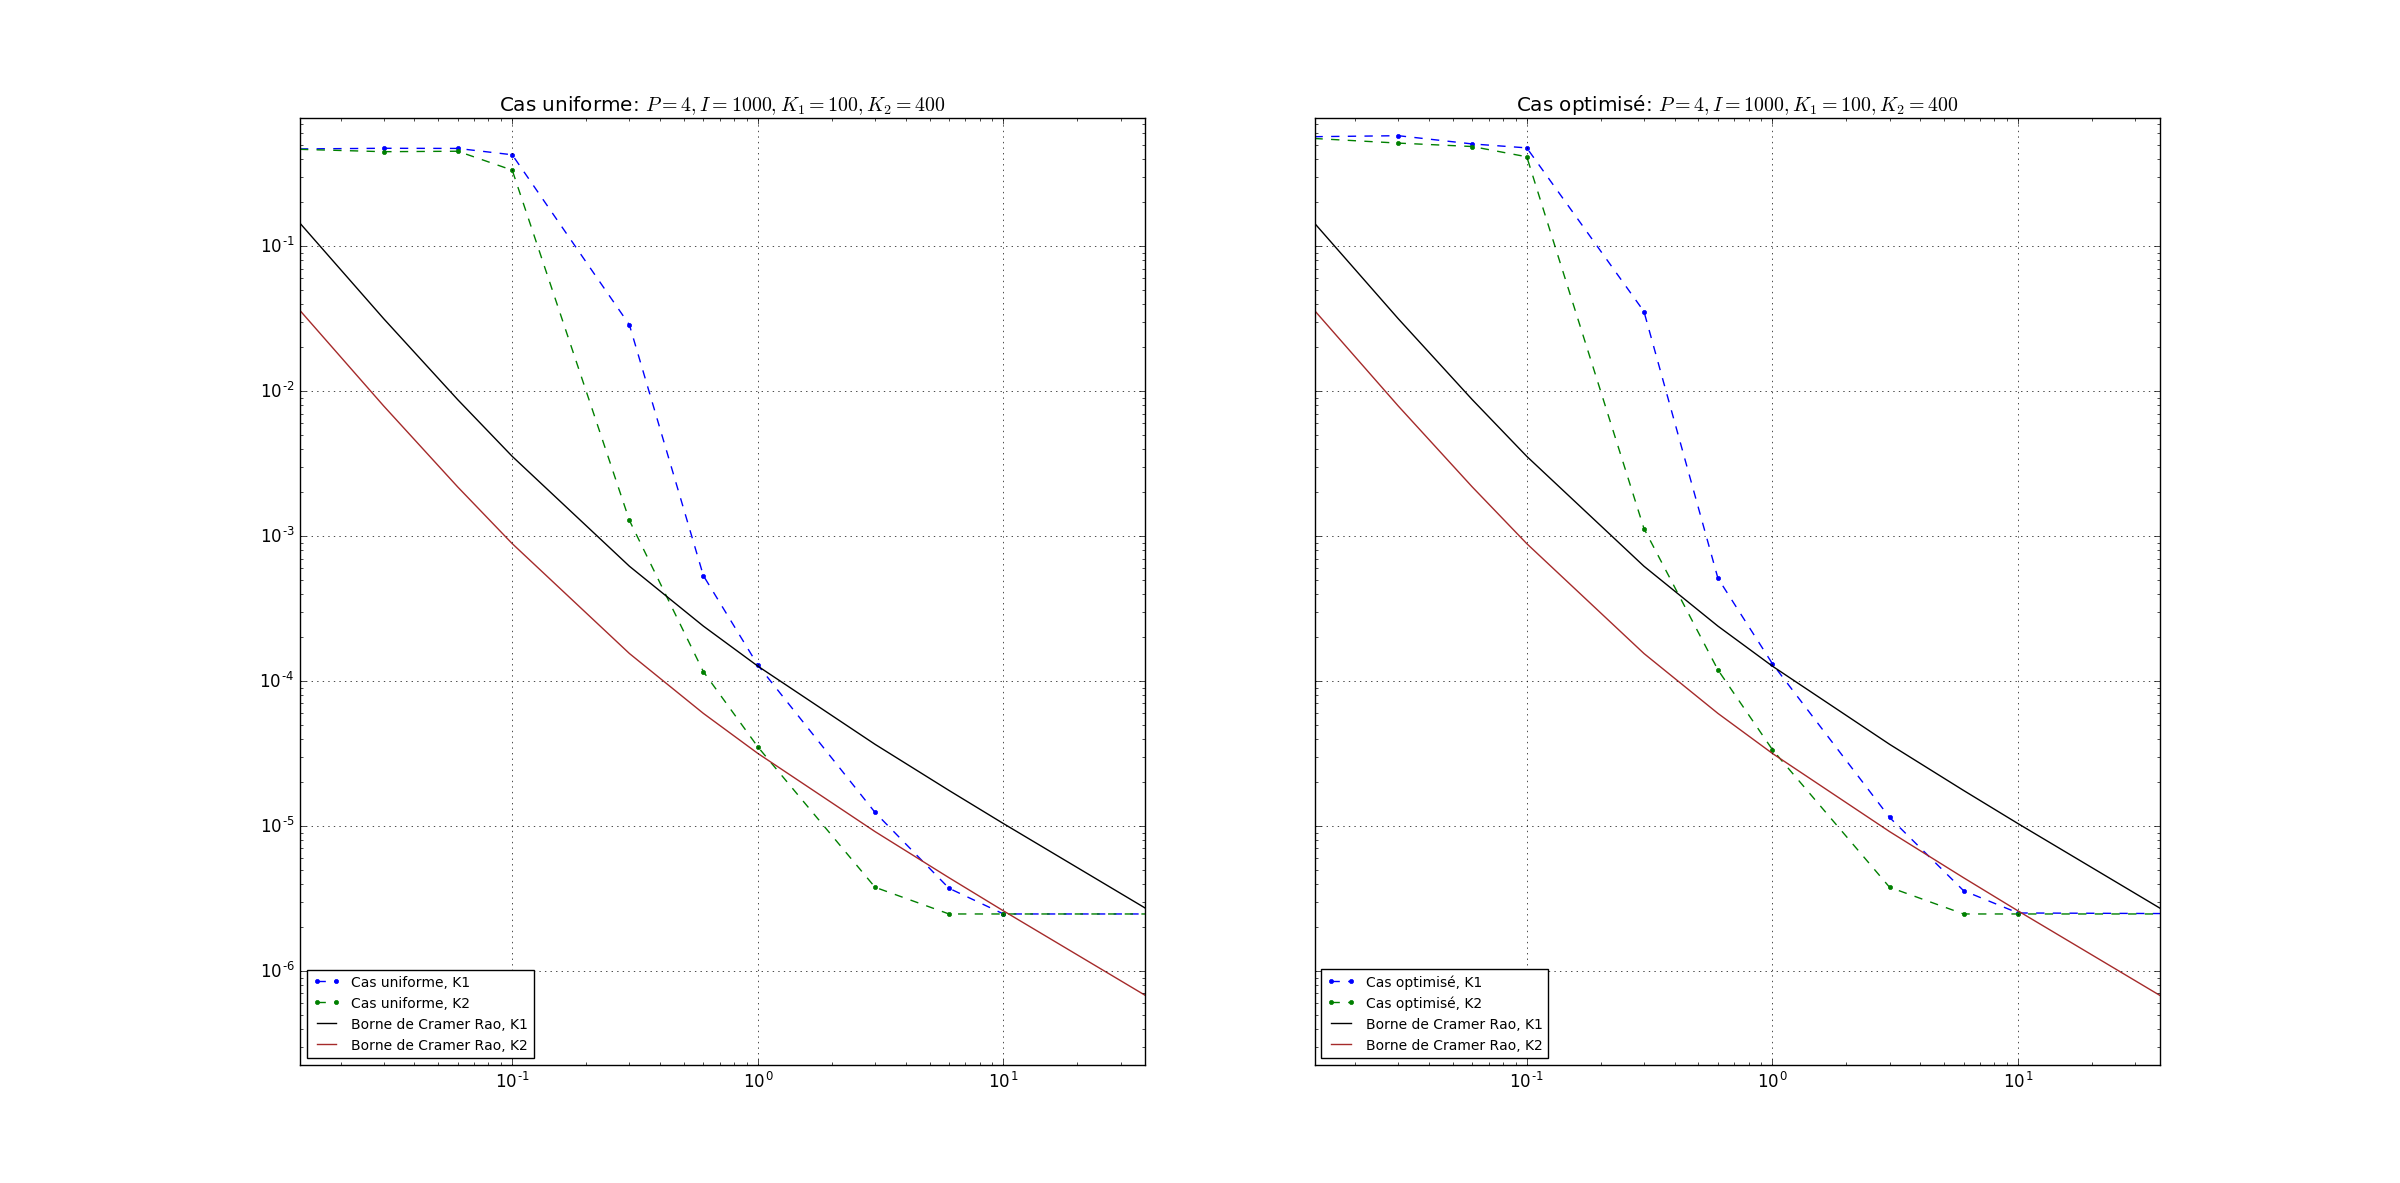 Cas uniforme: P = 4, I = 1000, K₁ = 100, K₂ = 400
10⁻¹
10⁻²
10⁻³
10⁻⁴
10⁻⁵
10⁻⁶
Cas uniforme, K1
Cas uniforme, K2
Borne de Cramer Rao, K1
Borne de Cramer Rao, K2
10⁻¹ 10⁰ 10¹
Cas optimisé: P = 4, I = 1000, K₁ = 100, K₂ = 400
Cas optimisé, K1
Cas optimisé, K2
Borne de Cramer Rao, K1
Borne de Cramer Rao, K2
10⁻¹ 10⁰ 10¹